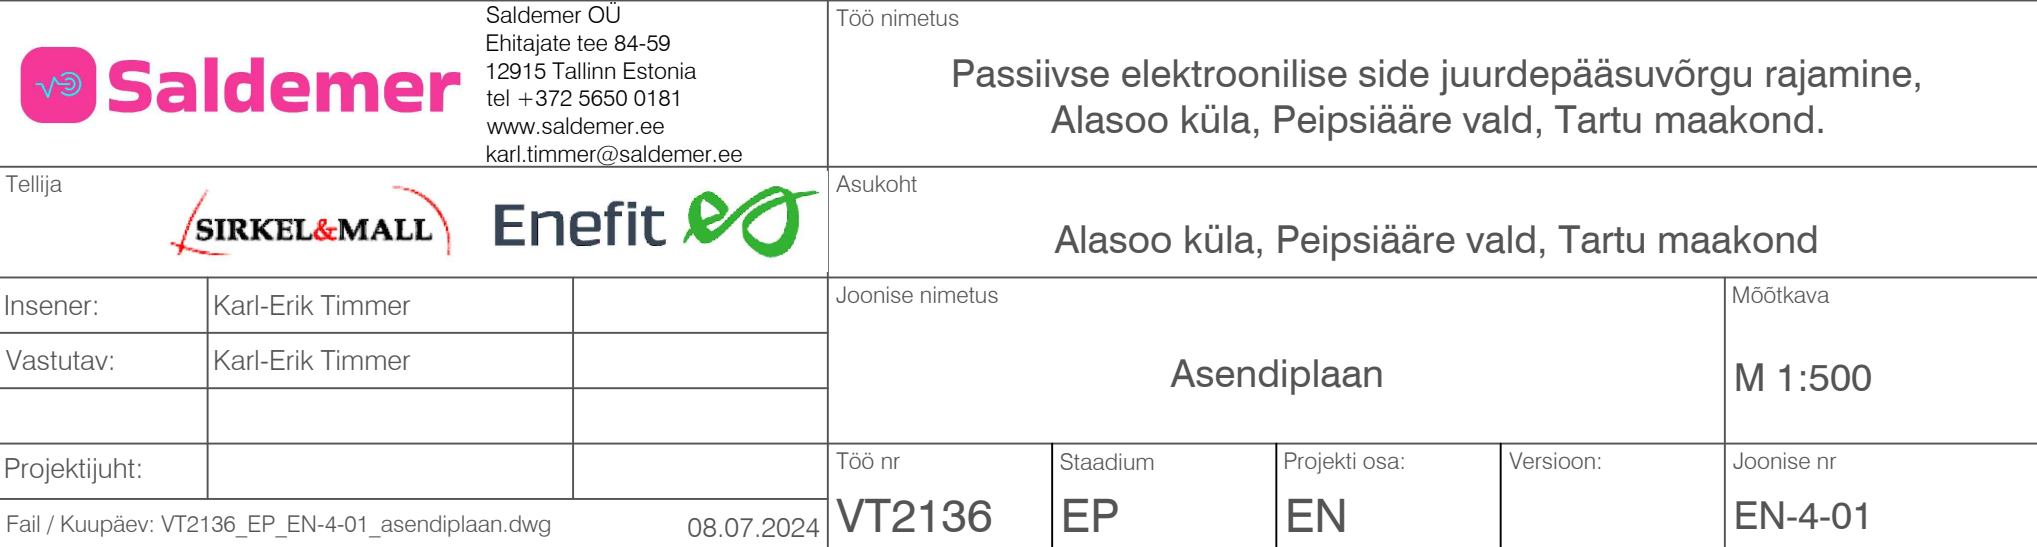 Saldemer
Saldemer OÜ
Ehitajate tee 84-59
12915 Tallinn Estonia
tel +372 5650 0181
www.saldemer.ee
karl.timmer@saldemer.ee
Töö nimetus
Passiivse elektroonilise side juurdepääsuvõrgu rajamine,
Alasoo küla, Peipsiääre vald, Tartu maakond.
Tellija
SIRKEL&MALL
Enefit
Asukoht
Alasoo küla, Peipsiääre vald, Tartu maakond
Insener: Karl-Erik Timmer
Vastutav: Karl-Erik Timmer
Joonise nimetus
Asendiplaan
Mõõtkava
M 1:500
Projektijuht:
Fail / Kuupäev: VT2136_EP_EN-4-01_asendiplaan.dwg 08.07.2024
Töö nr
VT2136
Staadium
EP
Projekti osa:
EN
Versioon:
Joonise nr
EN-4-01